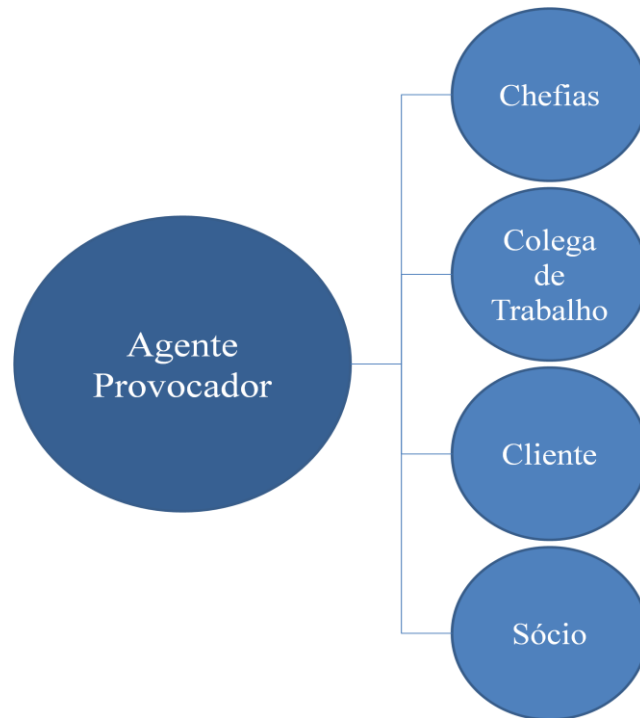 Agente
Provocador
Chefias
Colega
de
Trabalho
Cliente
Sócio